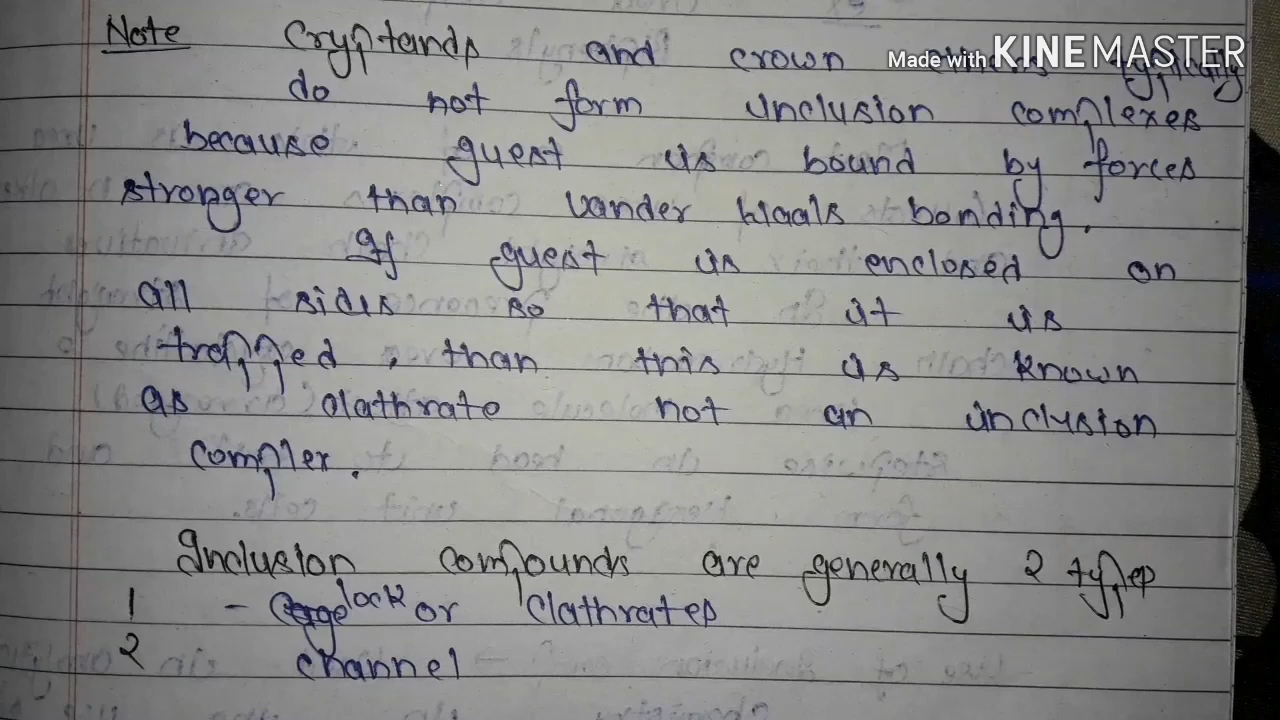 Note Cryptands and crown ethers typically
Made with KINEMASTER
do not form inclusion complexes
because guest is bound by forces
stronger than vander Waals bonding.
If guest is enclosed on
all sides so that it is
trapped, than this is known
as clathrate not an inclusion
complex.
Inclusion compounds are generally 2 types
1 - lock or Clathrates
2 channel